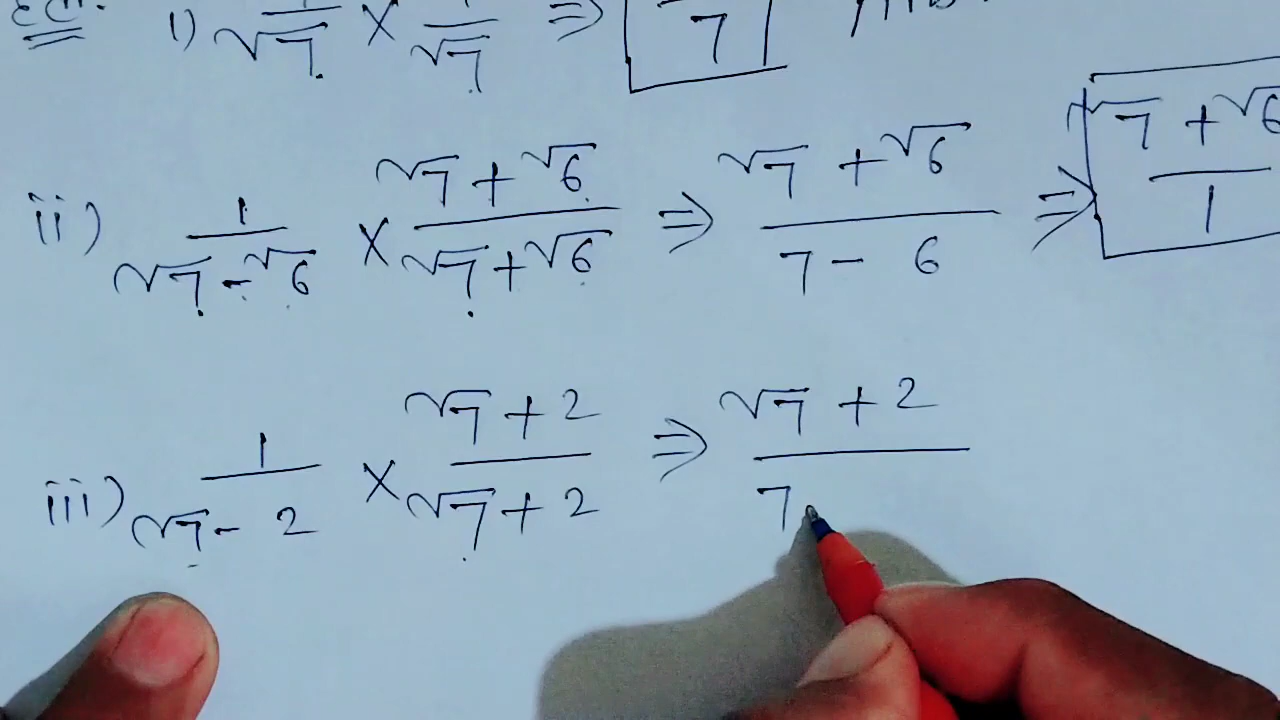 i) 1/√7 × 1/√7 ⇒ /7
ii) 1/(√7 - √6) × (√7 + √6)/(√7 + √6) ⇒ (√7 + √6)/(7 - 6) ⇒ (√7 + √6)/1
iii) 1/(√7 - 2) × (√7 + 2)/(√7 + 2) ⇒ (√7 + 2)/7